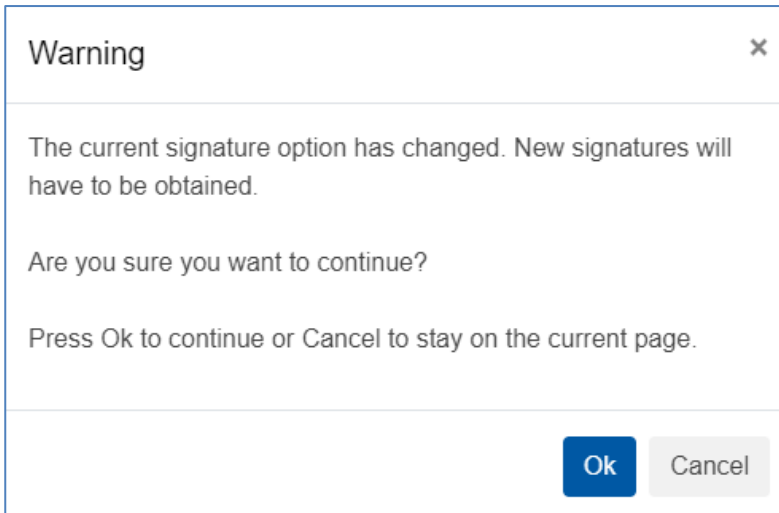 Warning
×
The current signature option has changed. New signatures will
have to be obtained.
Are you sure you want to continue?
Press Ok to continue or Cancel to stay on the current page.
Ok Cancel